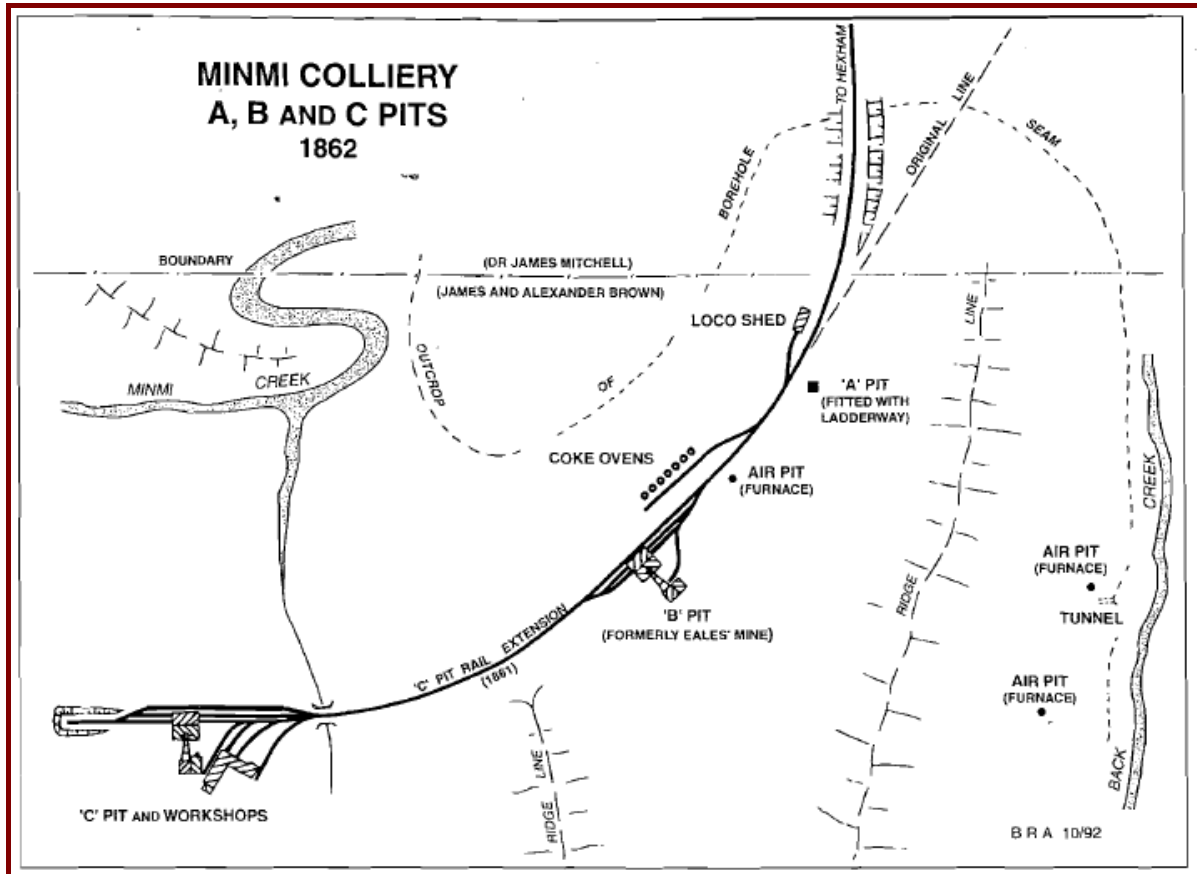 MINMI COLLIERY
A, B AND C PITS
1862
TO HEXHAM
ORIGINAL LINE
SEAM
BOREHOLE
BOUNDARY
(DR JAMES MITCHELL)
(JAMES AND ALEXANDER BROWN)
LOCO SHED
LINE
OUTCROP
OF
MINMI
CREEK
'A' PIT
(FITTED WITH
LADDERWAY)
COKE OVENS
AIR PIT
(FURNACE)
CREEK
AIR PIT
(FURNACE)
TUNNEL
RIDGE
'B' PIT
(FORMERLY EALES' MINE)
'C' PIT RAIL EXTENSION
(1861)
AIR PIT
(FURNACE)
BACK
LINE
RIDGE
'C' PIT AND WORKSHOPS
B R A 10/92